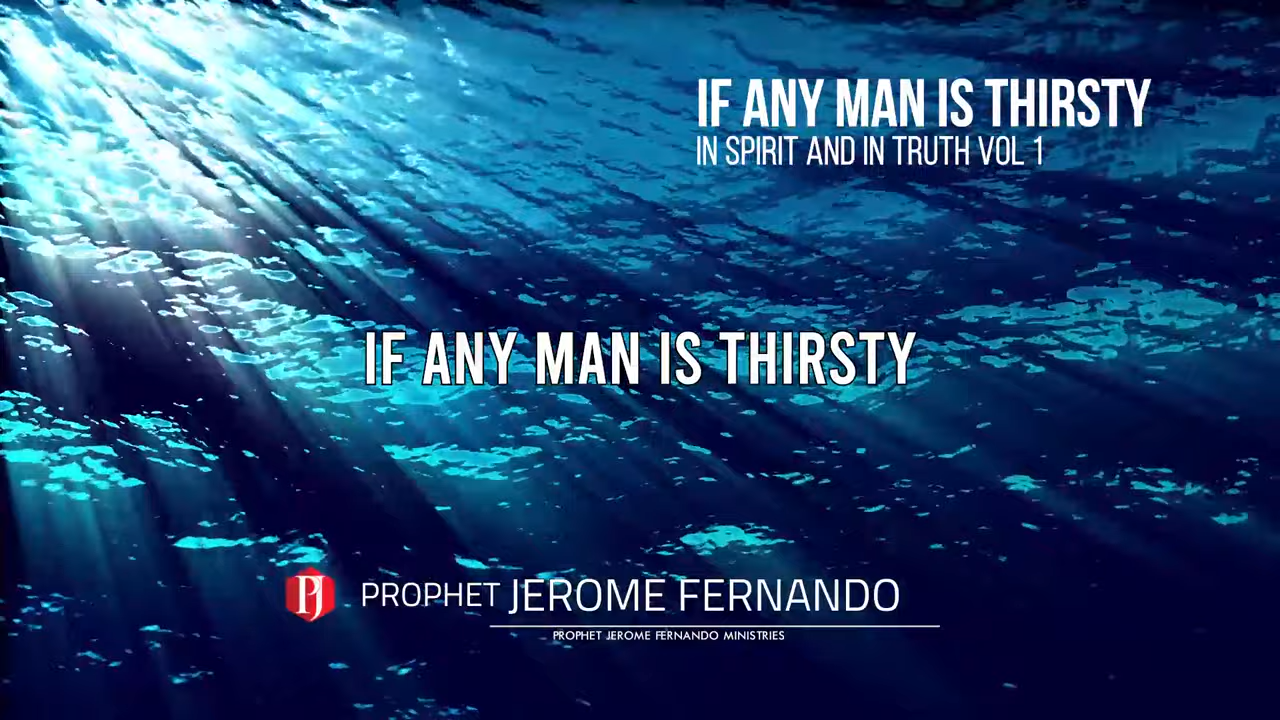 IF ANY MAN IS THIRSTY
IN SPIRIT AND IN TRUTH VOL 1
IF ANY MAN IS THIRSTY
PJ PROPHET JEROME FERNANDO
PROPHET JEROME FERNANDO MINISTRIES